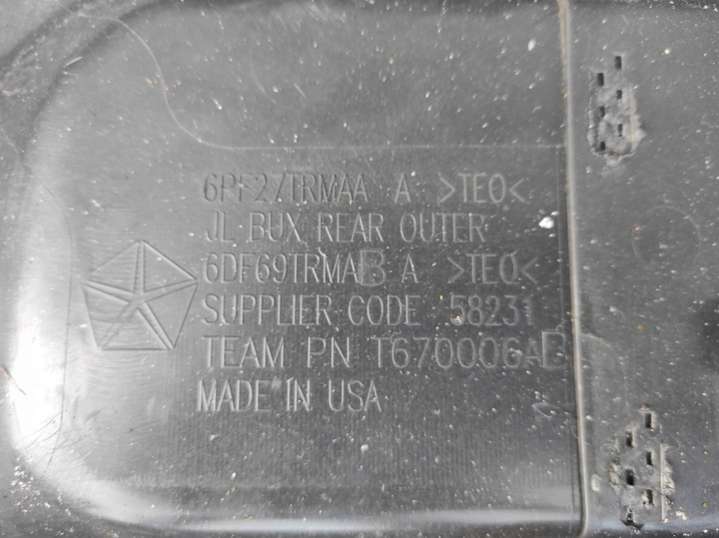 6PF27TRMAA A >TEO<
JL BUX REAR OUTER
6DF69TRMAB A >TEO<
SUPPLIER CODE 58231
TEAM PN T670006AB
MADE IN USA